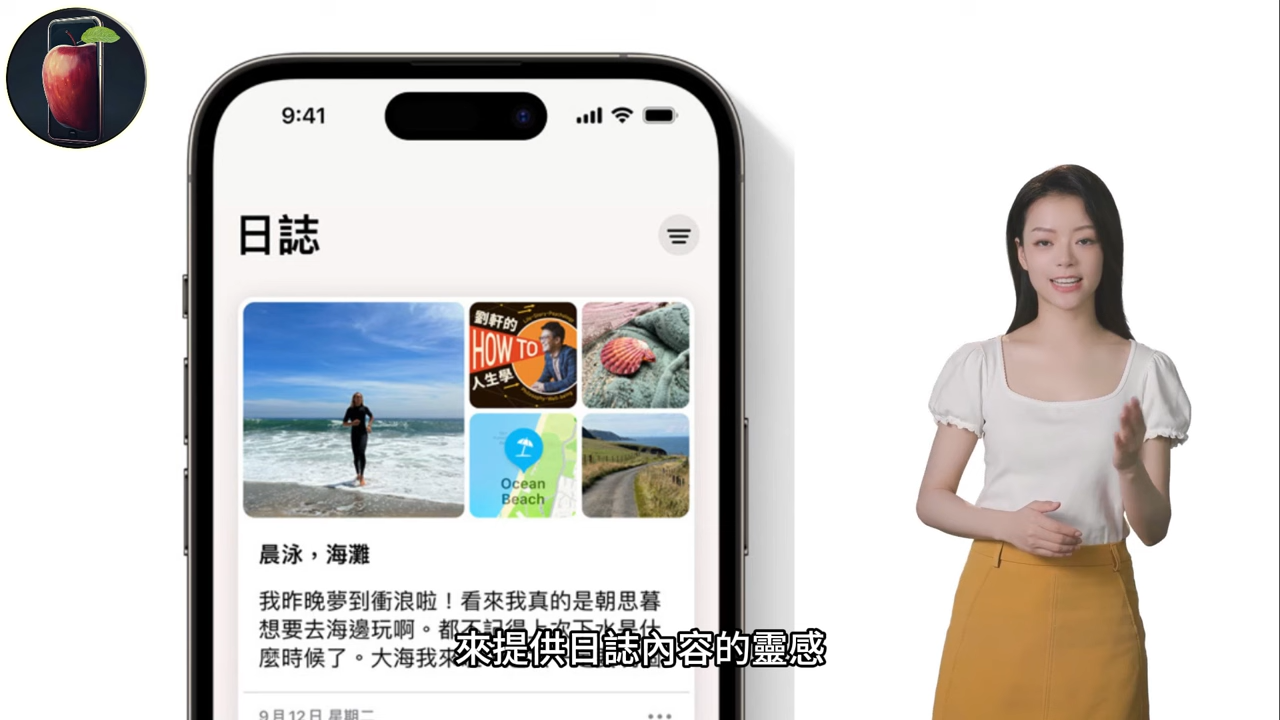 9:41
日誌
劉軒的
Life·Story·Psychology
HOW TO
人生學
Ocean
Beach
晨泳，海灘
我昨晚夢到衝浪啦！看來我真的是朝思暮
想要去海邊玩啊。都不記得上次下水是什
麼時候了。大海我來
來提供日誌內容的靈感
9月12日 星期二